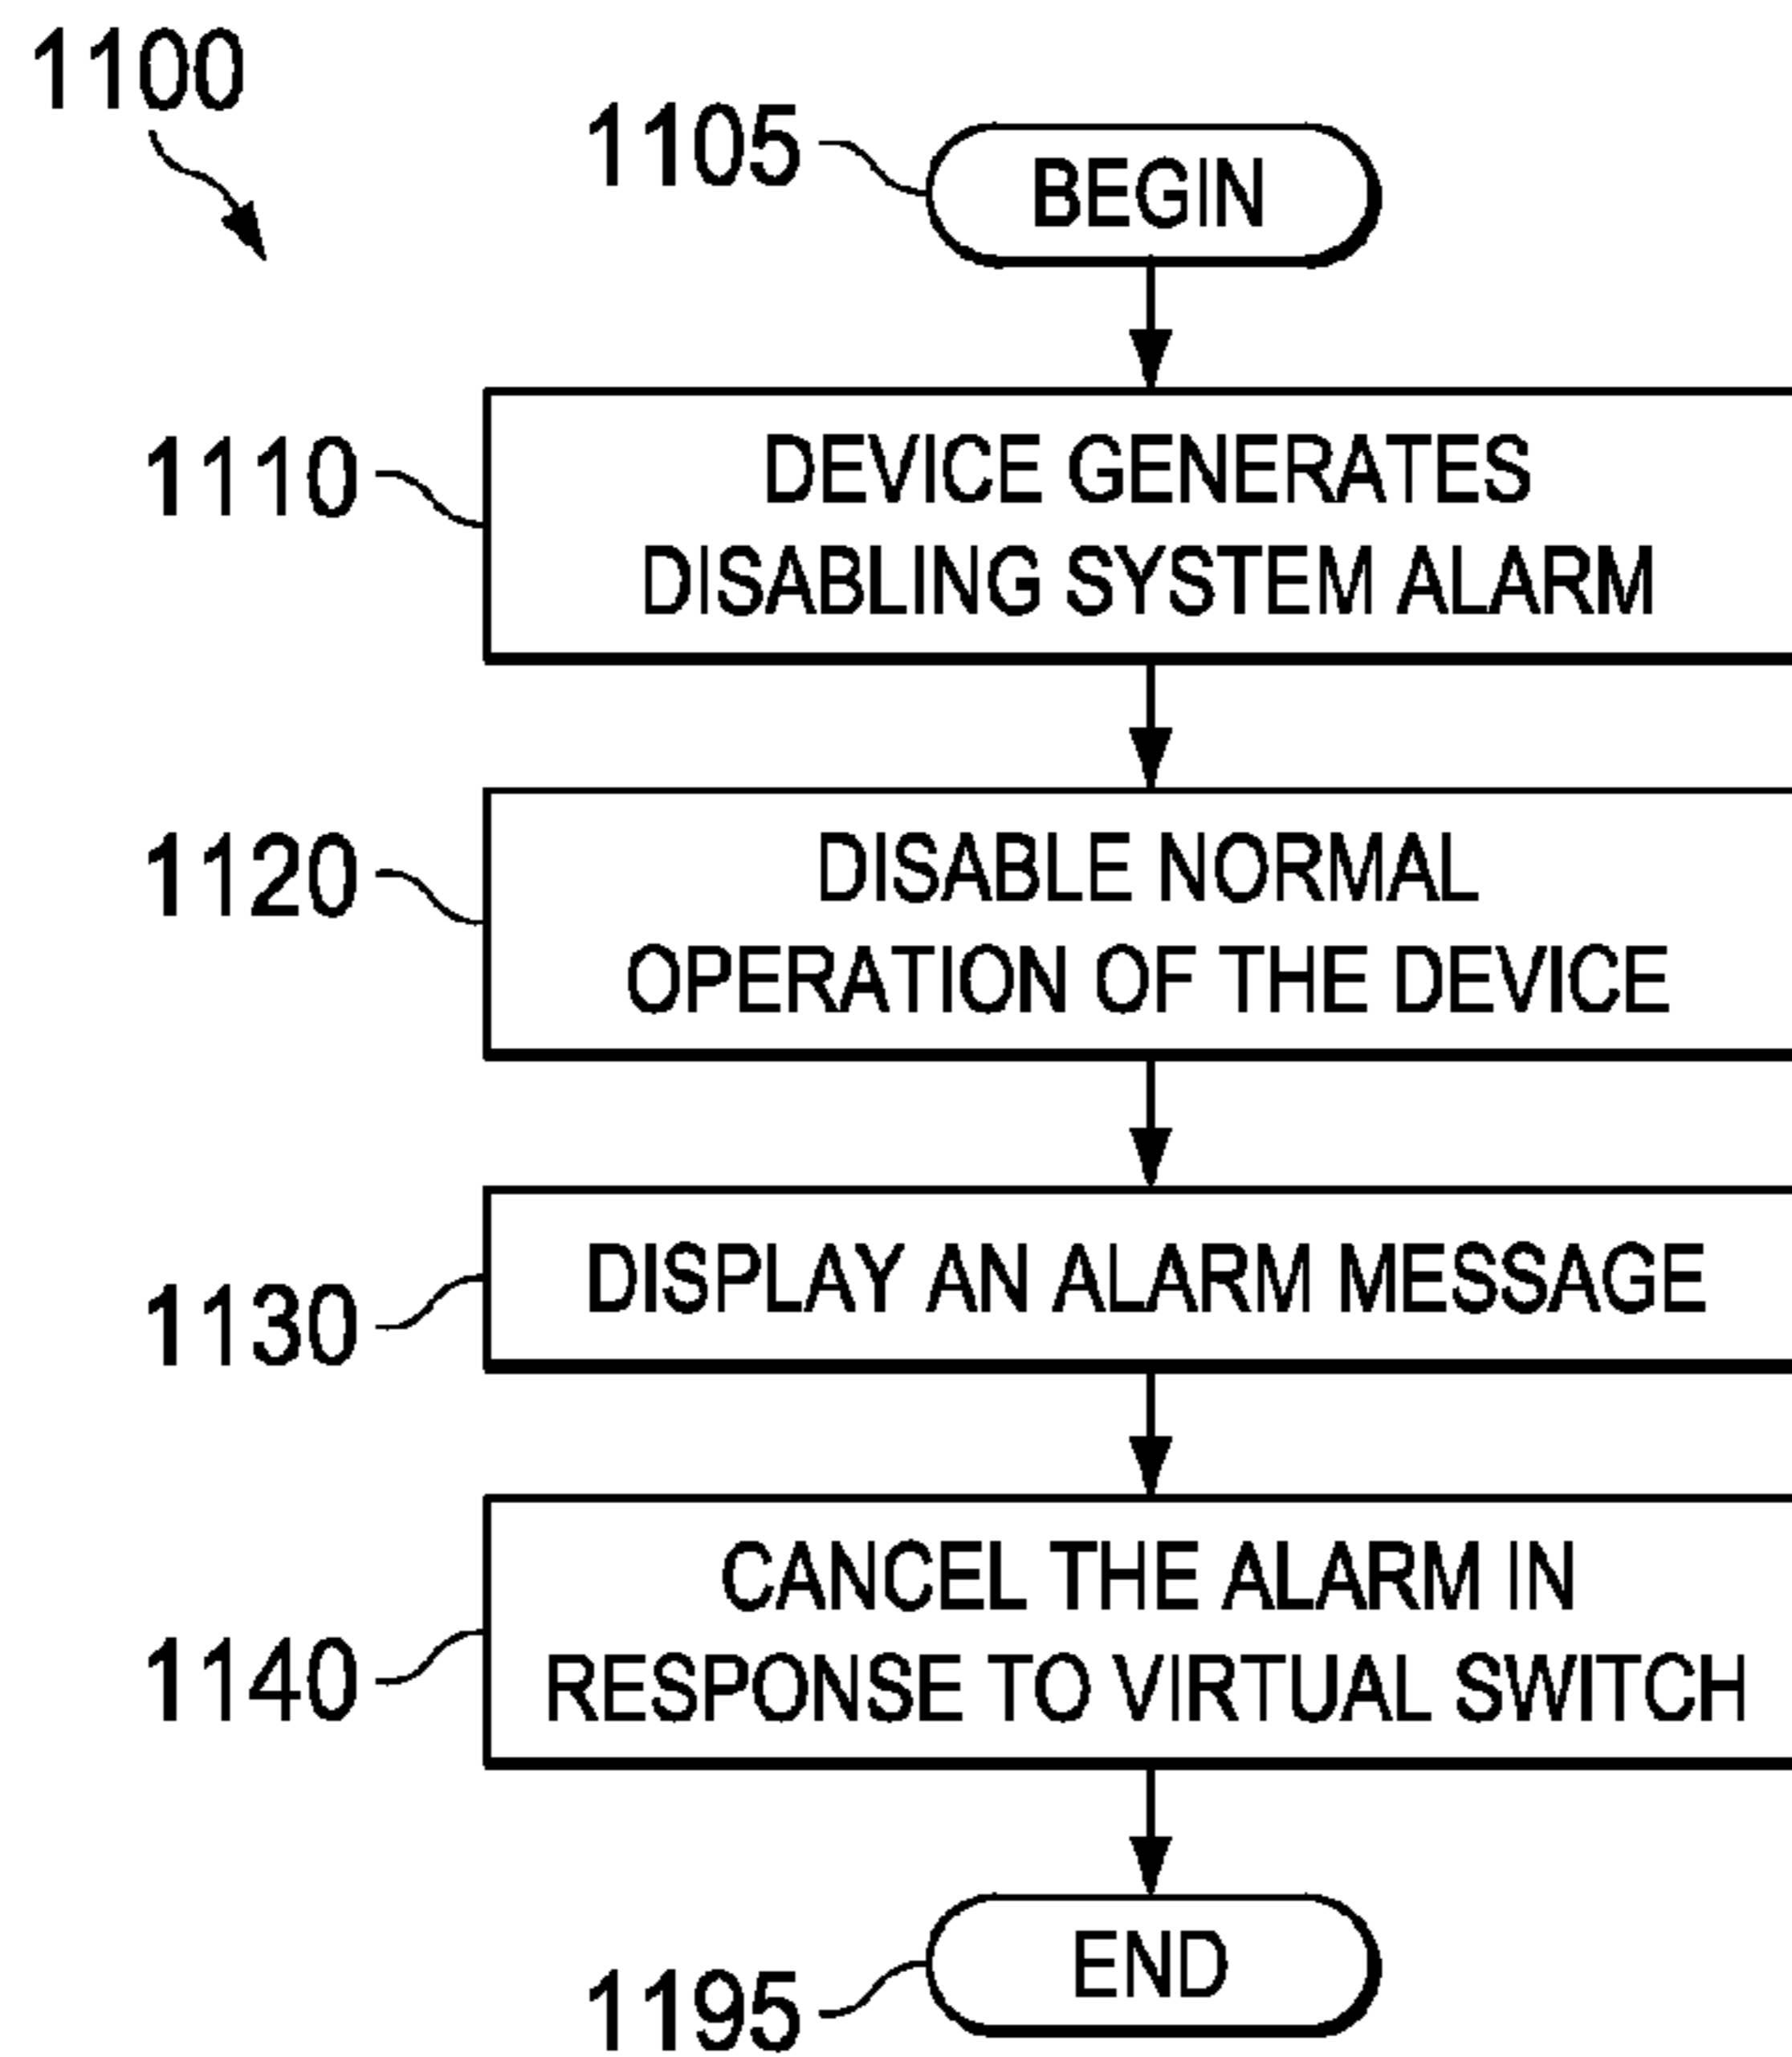 1100
1105
BEGIN
1110
DEVICE GENERATES
DISABLING SYSTEM ALARM
1120
DISABLE NORMAL
OPERATION OF THE DEVICE
1130
DISPLAY AN ALARM MESSAGE
1140
CANCEL THE ALARM IN
RESPONSE TO VIRTUAL SWITCH
1195
END